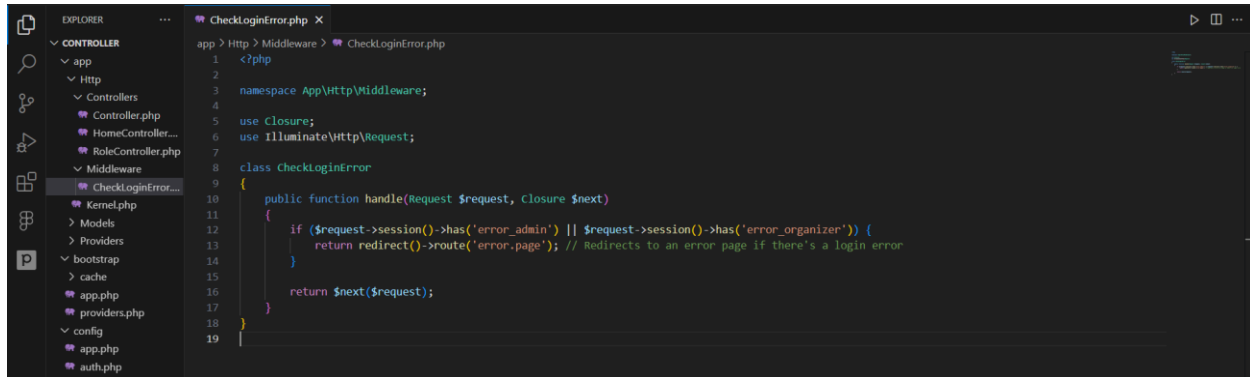 EXPLORER
CONTROLLER
app
Http
Controllers
Controller.php
HomeController....
RoleController.php
Middleware
CheckLoginError....
Kernel.php
Models
Providers
bootstrap
cache
app.php
providers.php
config
app.php
auth.php
CheckLoginError.php
app > Http > Middleware > CheckLoginError.php
1 <?php
2
3 namespace App\Http\Middleware;
4
5 use Closure;
6 use Illuminate\Http\Request;
7
8 class CheckLoginError
9 {
10     public function handle(Request $request, Closure $next)
11     {
12         if ($request->session()->has('error_admin') || $request->session()->has('error_organizer')) {
13             return redirect()->route('error.page'); // Redirects to an error page if there's a login error
14         }
15
16         return $next($request);
17     }
18 }
19